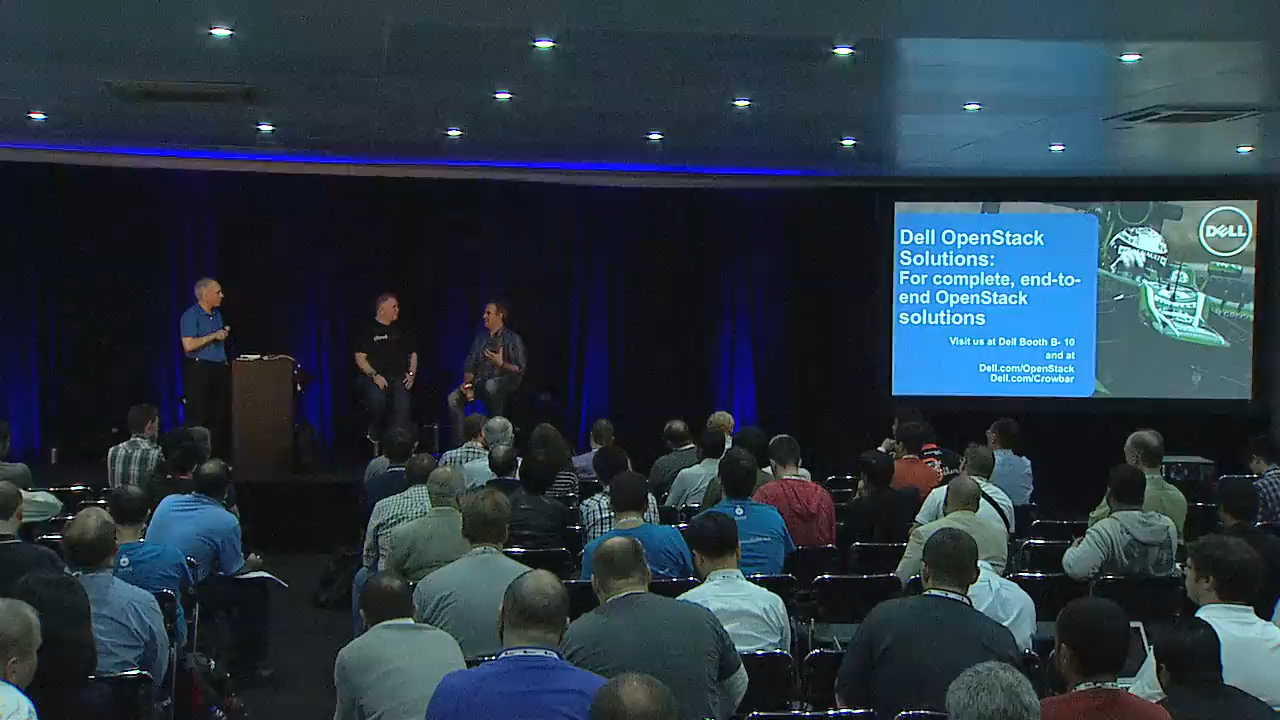 Dell OpenStack
Solutions:
For complete, end-to-
end OpenStack
solutions
Visit us at Dell Booth B- 10
and at
Dell.com/OpenStack
Dell.com/Crowbar
DELL